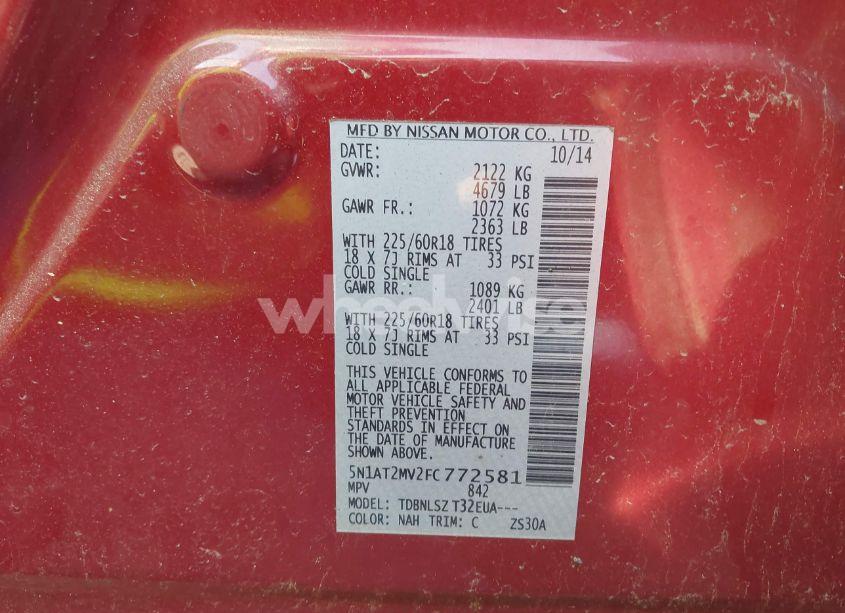 MFD BY NISSAN MOTOR CO., LTD.
DATE: 10/14
GVWR: 2122 KG
4679 LB
GAWR FR.: 1072 KG
2363 LB
WITH 225/60R18 TIRES
18 X 7J RIMS AT 33 PSI
COLD SINGLE
GAWR RR.: 1089 KG
2401 LB
WITH 225/60R18 TIRES
18 X 7J RIMS AT 33 PSI
COLD SINGLE
THIS VEHICLE CONFORMS TO
ALL APPLICABLE FEDERAL
MOTOR VEHICLE SAFETY AND
THEFT PREVENTION
STANDARDS IN EFFECT ON
THE DATE OF MANUFACTURE
SHOWN ABOVE.
5N1AT2MV2FC772581
MPV 842
MODEL: TDBNLSZ T32EUA---
COLOR: NAH TRIM: C ZS30A
wheelwise